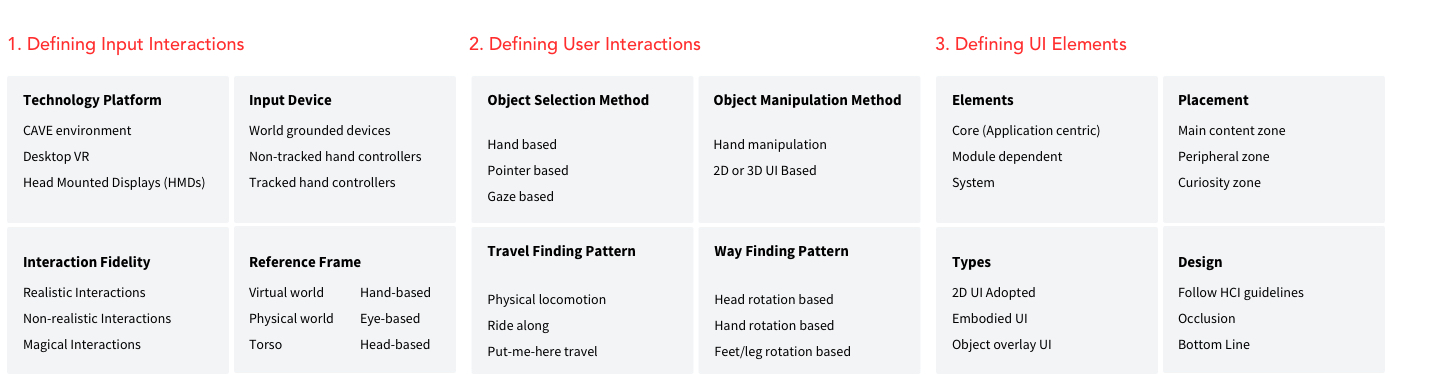 1. Defining Input Interactions
Technology Platform
CAVE environment
Desktop VR
Head Mounted Displays (HMDs)
Input Device
World grounded devices
Non-tracked hand controllers
Tracked hand controllers
Interaction Fidelity
Realistic Interactions
Non-realistic Interactions
Magical Interactions
Reference Frame
Virtual world
Physical world
Torso
Hand-based
Eye-based
Head-based
2. Defining User Interactions
Object Selection Method
Hand based
Pointer based
Gaze based
Object Manipulation Method
Hand manipulation
2D or 3D UI Based
Travel Finding Pattern
Physical locomotion
Ride along
Put-me-here travel
Way Finding Pattern
Head rotation based
Hand rotation based
Feet/leg rotation based
3. Defining UI Elements
Elements
Core (Application centric)
Module dependent
System
Placement
Main content zone
Peripheral zone
Curiosity zone
Types
2D UI Adopted
Embodied UI
Object overlay UI
Design
Follow HCI guidelines
Occlusion
Bottom Line